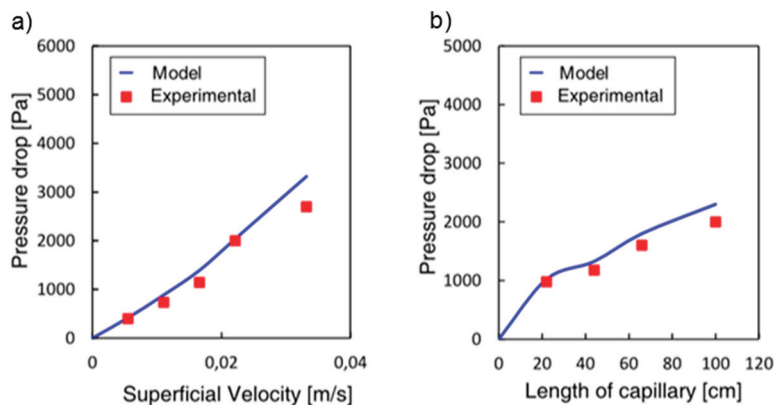 a)
6000
5000
4000
3000
2000
1000
0
Pressure drop [Pa]
Model
Experimental
0 0,02 0,04
Superficial Velocity [m/s]
b)
5000
4000
3000
2000
1000
0
Pressure drop [Pa]
Model
Experimental
0 20 40 60 80 100 120
Length of capillary [cm]